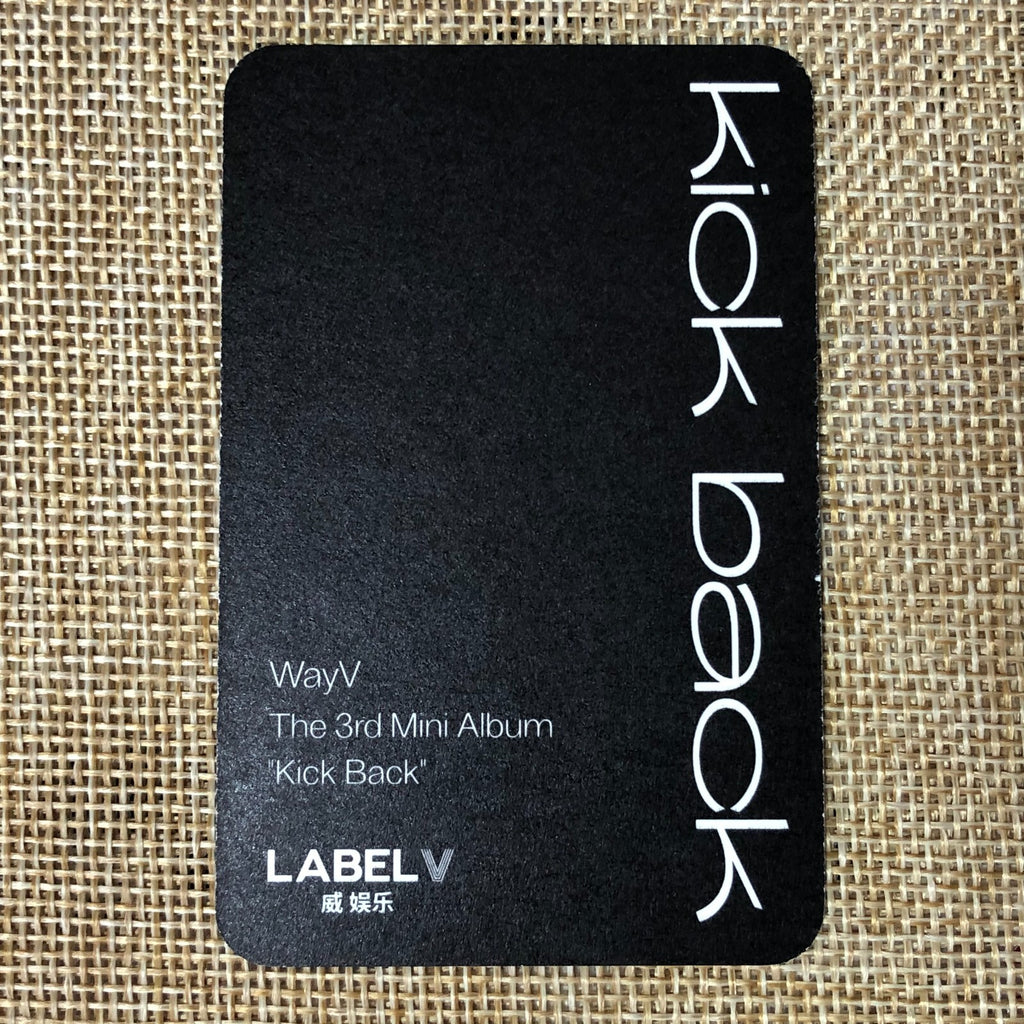 kick back
WayV
The 3rd Mini Album
"Kick Back"
LABEL V
威 娱乐